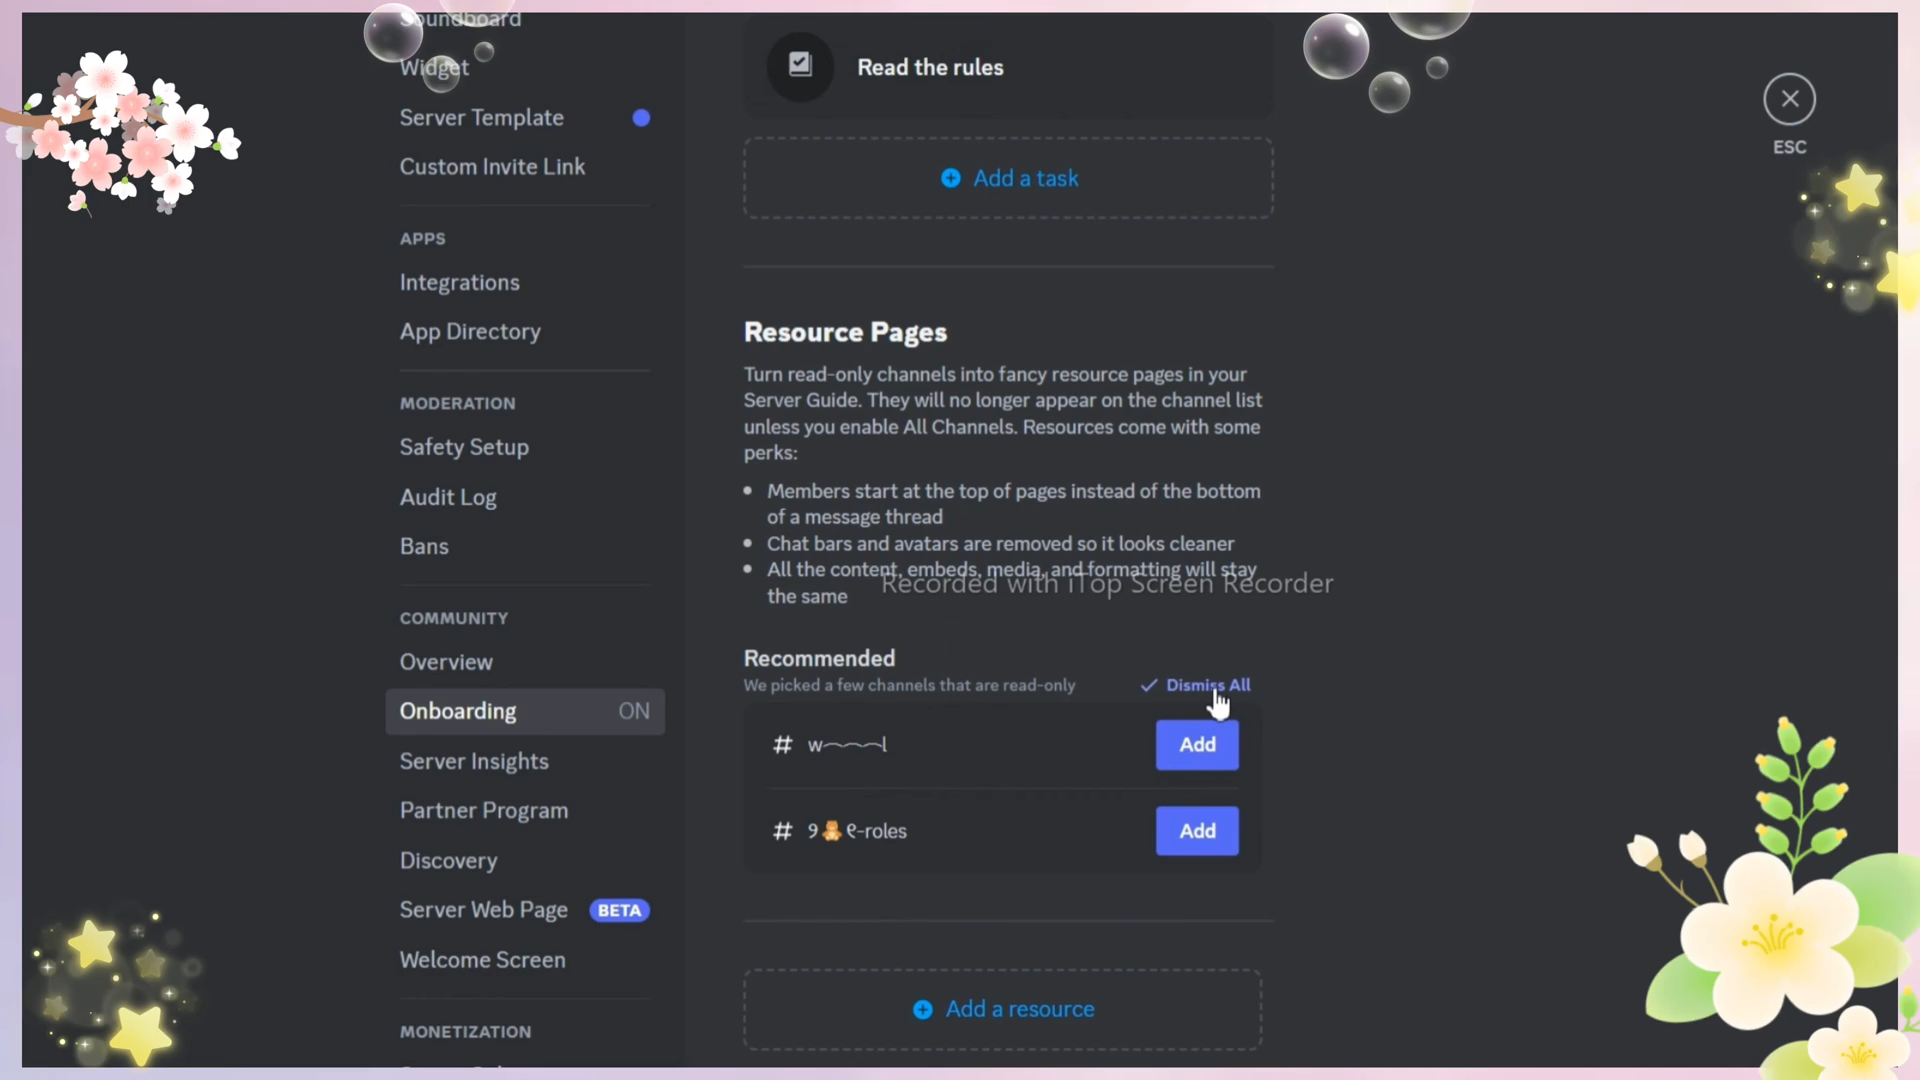 Soundboard
Widget
Server Template
Custom Invite Link
APPS
Integrations
App Directory
MODERATION
Safety Setup
Audit Log
Bans
COMMUNITY
Overview
Onboarding ON
Server Insights
Partner Program
Discovery
Server Web Page BETA
Welcome Screen
MONETIZATION
Read the rules
Add a task
Resource Pages
Turn read-only channels into fancy resource pages in your
Server Guide. They will no longer appear on the channel list
unless you enable All Channels. Resources come with some
perks:
• Members start at the top of pages instead of the bottom
of a message thread
• Chat bars and avatars are removed so it looks cleaner
• All the content, embeds, media, and formatting will stay
the same
Recorded with iTop Screen Recorder
Recommended
We picked a few channels that are read-only
Dismiss All
# w︵︵︵l
Add
# ୨🧸୧-roles
Add
Add a resource
ESC